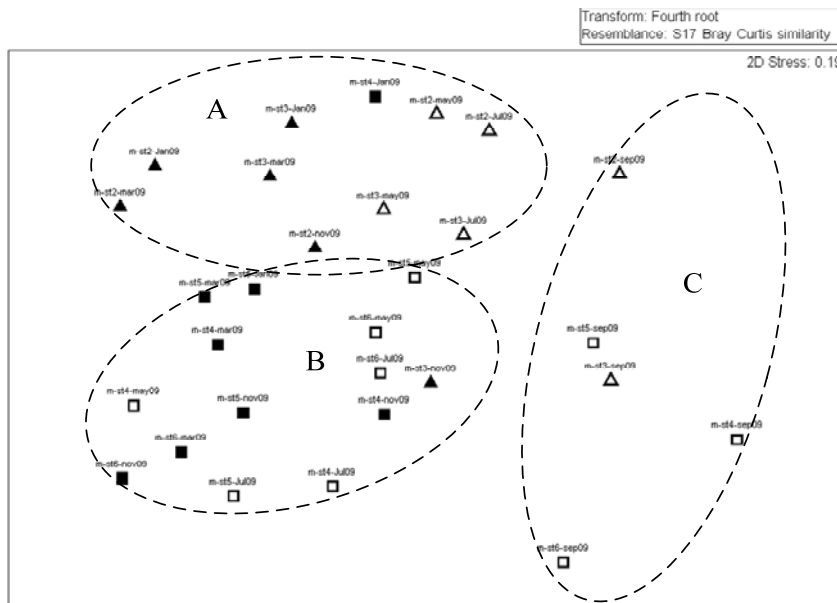 Transform: Fourth root
Resemblance: S17 Bray Curtis similarity
2D Stress: 0.19
A
m-st4-Jan09
m-st3-Jan09
m-st2-may09
m-st2-Jul09
m-st2-Jan09
m-st3-mar09
m-st2-sep09
m-st2-mar09
m-st3-may09
m-st3-Jul09
m-st2-nov09
m-st5-may09
m-st5-mar09
C
m-st4-mar09
m-st6-may09
m-st5-sep09
B
m-st6-Jul09
m-st3-nov09
m-st3-sep09
m-st4-may09
m-st5-nov09
m-st4-nov09
m-st4-sep09
m-st6-mar09
m-st6-nov09
m-st5-Jul09
m-st4-Jul09
m-st6-sep09